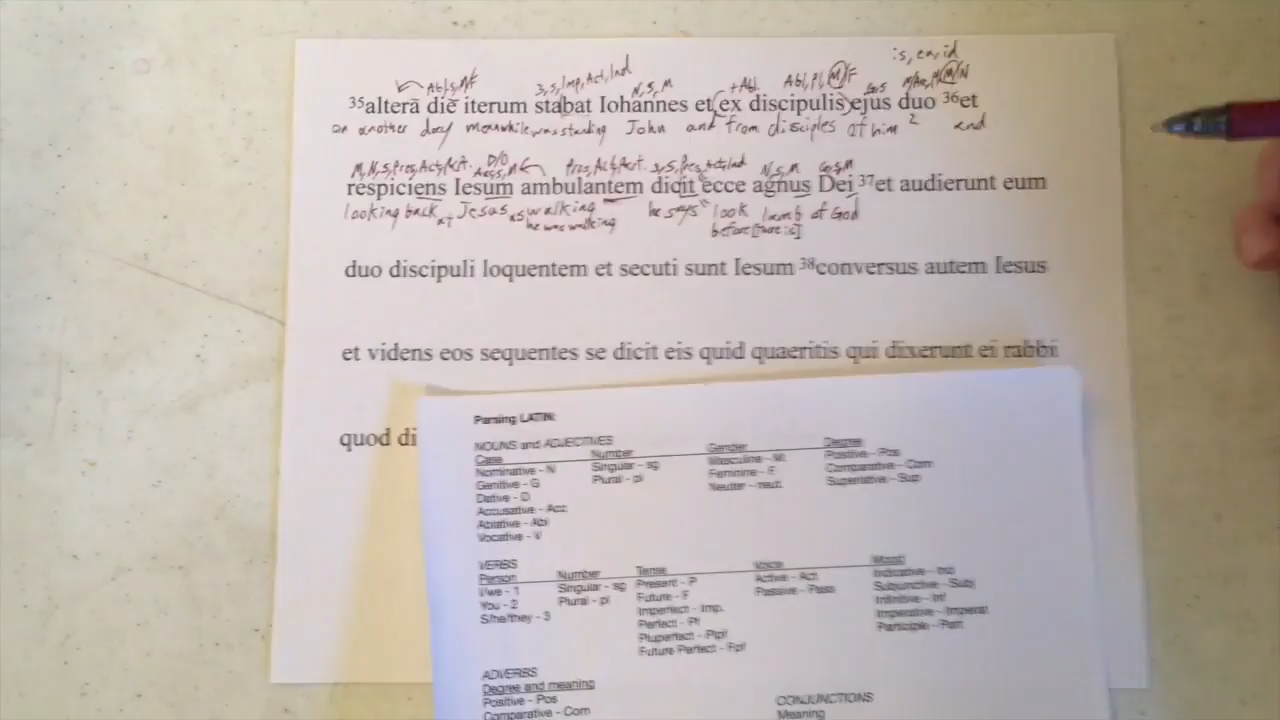 is, ea, id
Abl, S, M/F 3, S, Imp, Act, Ind N, S, M + Abl. Abl, Pl, M/F G, S M, Acc, Pl, M/N
35alterā diē iterum stabat Iohannes et (ex discipulis) ejus duo 36et
on another day meanwhile was standing John and from disciples of him 2 and
M, N, S, Pres, Act, Part. D/O Acc, S, M Pres, Act, Part. 3, S, Pres, Act, Ind N, S, M G, S, M
respiciens Iesum ambulantem dicit "ecce agnus Dei 37et audierunt eum
looking back at Jesus as walking he says "look lamb of God
he was walking before [there is]
duo discipuli loquentem et secuti sunt Iesum 38conversus autem Iesus
et videns eos sequentes se dicit eis quid quaeritis qui dixerunt ei rabbi
quod di
Parsing LATIN:
NOUNS and ADJECTIVES
Case Number Gender Degree
Nominative - N Singular - sg Masculine - M Positive - Pos
Genitive - G Plural - pl Feminine - F Comparative - Com
Dative - D Neuter - neut. Superlative - Sup
Accusative - Acc
Ablative - Abl
Vocative - V
VERBS
Person Number Tense Voice Mood
I/we - 1 Singular - sg Present - P Active - Act Indicative - Ind
You - 2 Plural - pl Future - F Passive - Pass Subjunctive - Subj
S/he/they - 3 Imperfect - Imp. Infinitive - Inf
Perfect - Pf Imperative - Imperat
Pluperfect - Plpf Participle - Part
Future Perfect - Fpf
ADVERBS
Degree and meaning
Positive - Pos
Comparative - Com
CONJUNCTIONS
Meaning